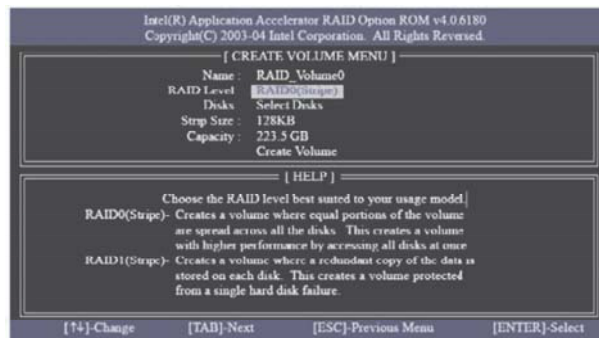 Intel(R) Application Accelerator RAID Option ROM v4.0.6180
Copyright(C) 2003-04 Intel Corporation. All Rights Reversed.
[ CREATE VOLUME MENU ]
Name : RAID_Volume0
RAID Level RAID0(Stripe)
Disks Select Disks
Strip Size : 128KB
Capacity : 223.5 GB
Create Volume
[ HELP ]
Choose the RAID level best suited to your usage model.
RAID0(Stripe)- Creates a volume where equal portions of the volume
are spread across all the disks. This creates a volume
with higher performance by accessing all disks at once
RAID1(Stripe)- Creates a volume where a redundant copy of the data is
stored on each disk. This creates a volume protected
from a single hard disk failure.
[↑↓]-Change [TAB]-Next [ESC]-Previous Menu [ENTER]-Select